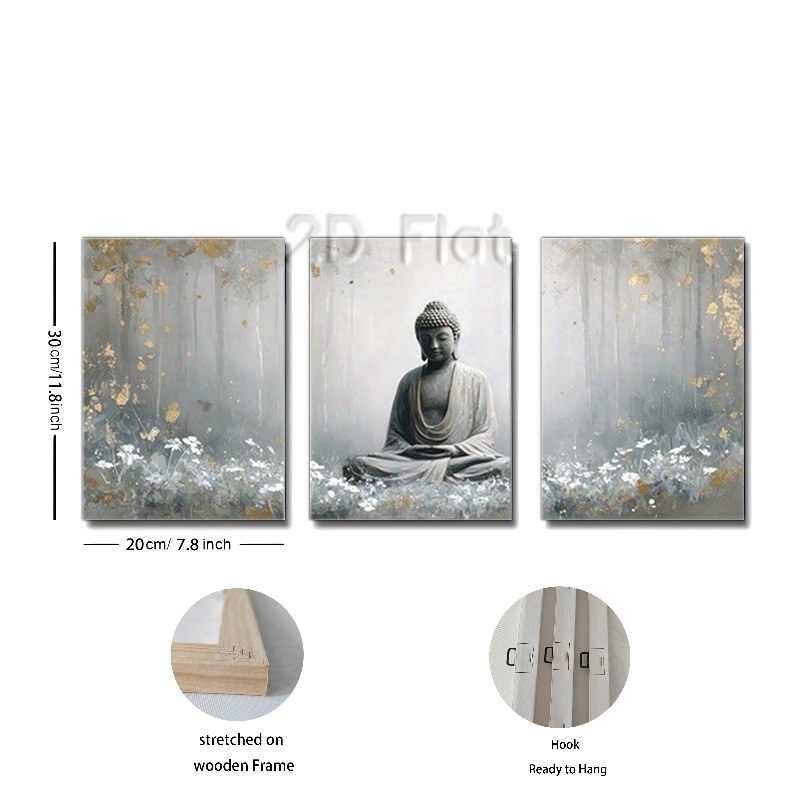 2D Flat
30cm/11.8inch
20cm/ 7.8 inch
stretched on
wooden Frame
Hook
Ready to Hang